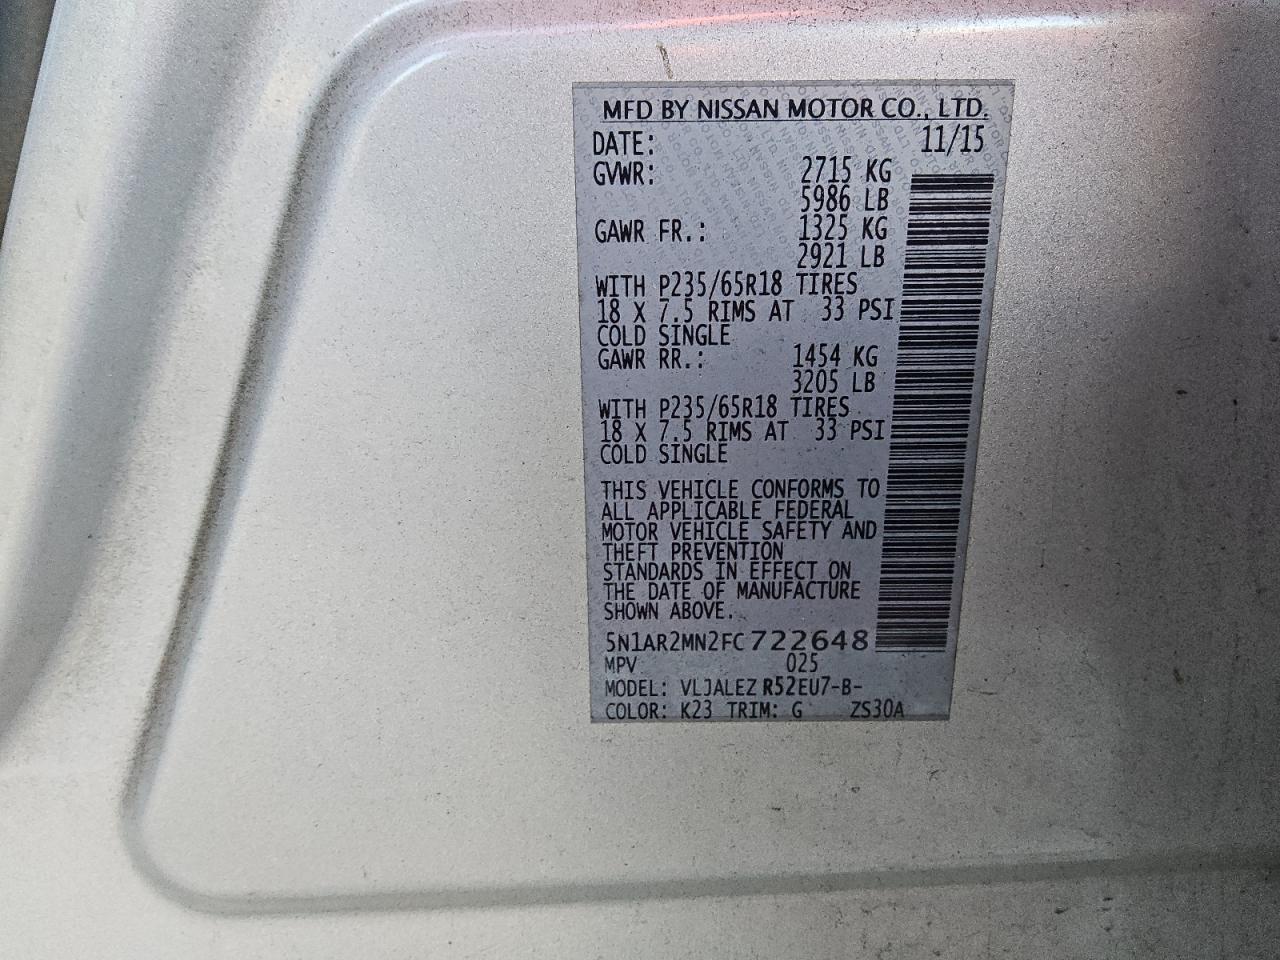 MFD BY NISSAN MOTOR CO., LTD.
DATE: 11/15
GVWR: 2715 KG
5986 LB
GAWR FR.: 1325 KG
2921 LB
WITH P235/65R18 TIRES
18 X 7.5 RIMS AT 33 PSI
COLD SINGLE
GAWR RR.: 1454 KG
3205 LB
WITH P235/65R18 TIRES
18 X 7.5 RIMS AT 33 PSI
COLD SINGLE
THIS VEHICLE CONFORMS TO
ALL APPLICABLE FEDERAL
MOTOR VEHICLE SAFETY AND
THEFT PREVENTION
STANDARDS IN EFFECT ON
THE DATE OF MANUFACTURE
SHOWN ABOVE.
5N1AR2MN2FC722648
MPV 025
MODEL: VLJALEZ R52EU7-B-
COLOR: K23 TRIM: G ZS30A